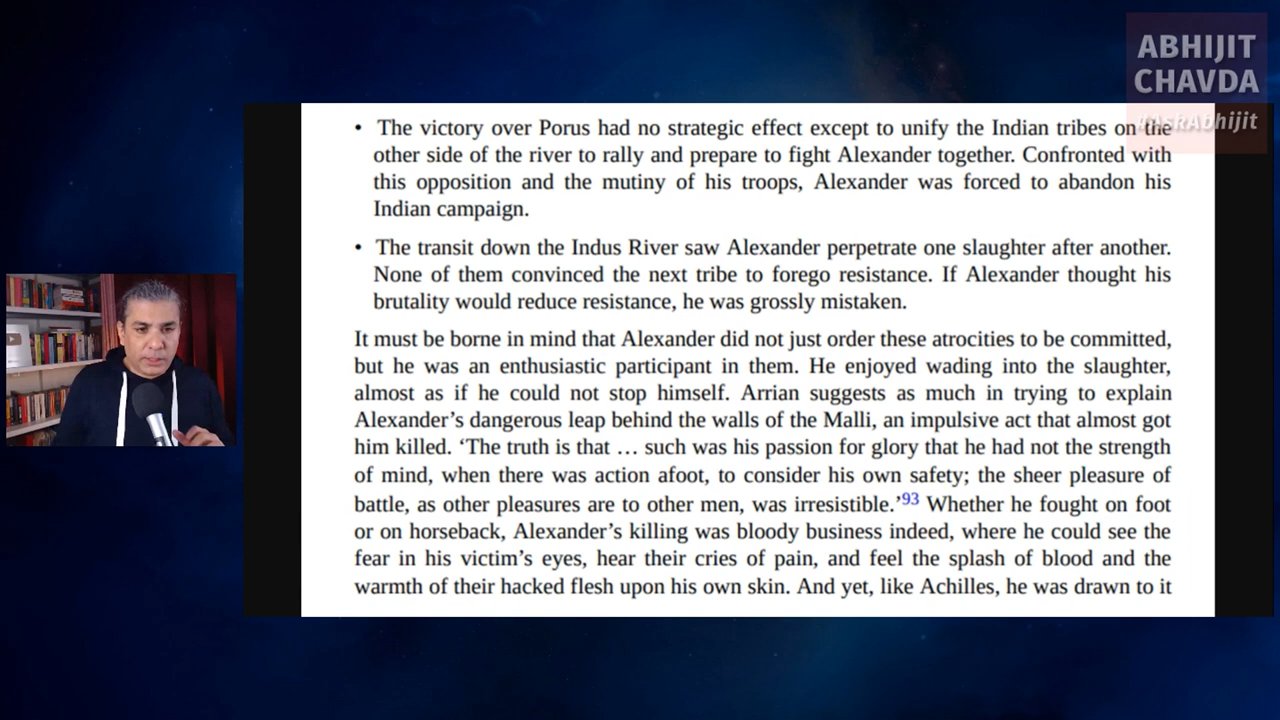 ABHIJIT
CHAVDA
#AskAbhijit
• The victory over Porus had no strategic effect except to unify the Indian tribes on the
other side of the river to rally and prepare to fight Alexander together. Confronted with
this opposition and the mutiny of his troops, Alexander was forced to abandon his
Indian campaign.
• The transit down the Indus River saw Alexander perpetrate one slaughter after another.
None of them convinced the next tribe to forego resistance. If Alexander thought his
brutality would reduce resistance, he was grossly mistaken.
It must be borne in mind that Alexander did not just order these atrocities to be committed,
but he was an enthusiastic participant in them. He enjoyed wading into the slaughter,
almost as if he could not stop himself. Arrian suggests as much in trying to explain
Alexander’s dangerous leap behind the walls of the Malli, an impulsive act that almost got
him killed. ‘The truth is that … such was his passion for glory that he had not the strength
of mind, when there was action afoot, to consider his own safety; the sheer pleasure of
battle, as other pleasures are to other men, was irresistible.’93 Whether he fought on foot
or on horseback, Alexander’s killing was bloody business indeed, where he could see the
fear in his victim’s eyes, hear their cries of pain, and feel the splash of blood and the
warmth of their hacked flesh upon his own skin. And yet, like Achilles, he was drawn to it